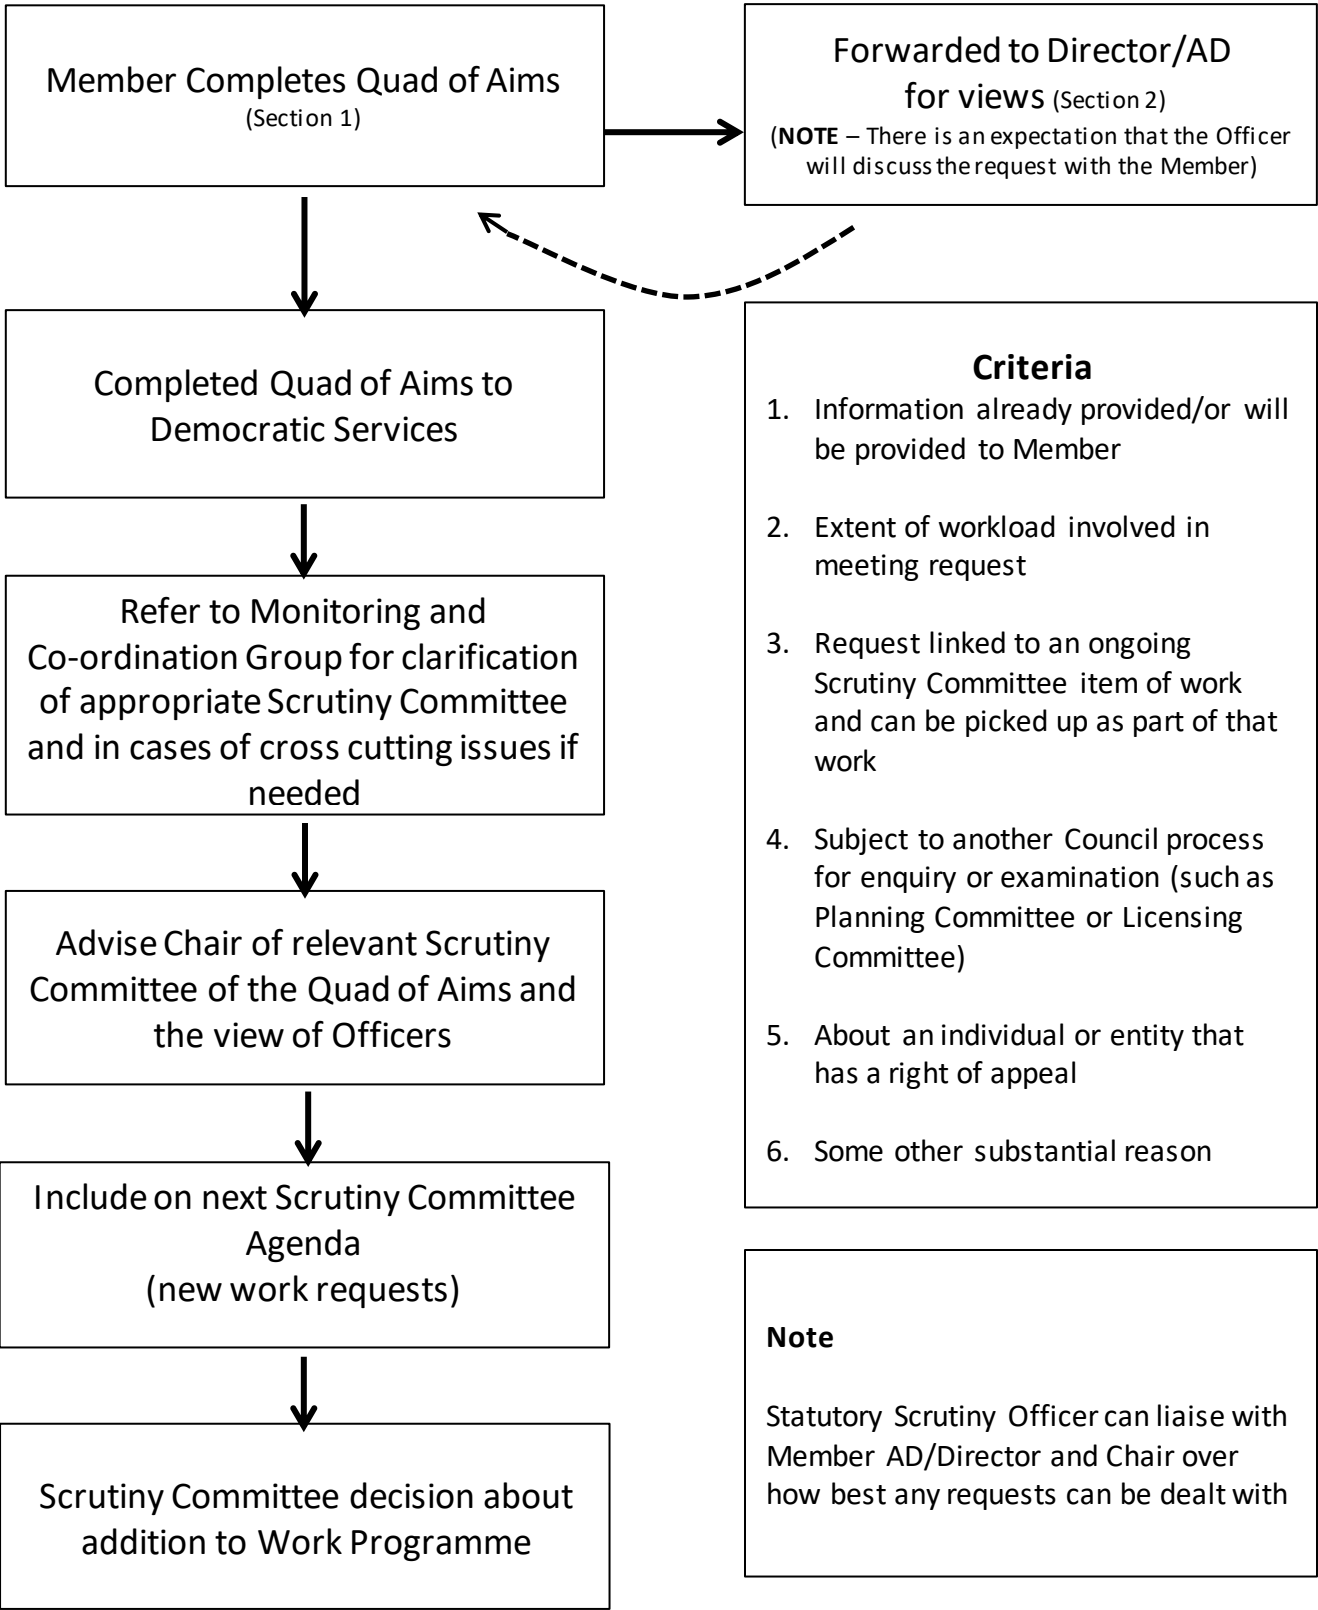 Member Completes Quad of Aims
(Section 1)
Forwarded to Director/AD
for views (Section 2)
(NOTE – There is an expectation that the Officer
will discuss the request with the Member)
Completed Quad of Aims to
Democratic Services
Refer to Monitoring and
Co-ordination Group for clarification
of appropriate Scrutiny Committee
and in cases of cross cutting issues if
needed
Advise Chair of relevant Scrutiny
Committee of the Quad of Aims and
the view of Officers
Include on next Scrutiny Committee
Agenda
(new work requests)
Scrutiny Committee decision about
addition to Work Programme
Criteria
1. Information already provided/or will
be provided to Member
2. Extent of workload involved in
meeting request
3. Request linked to an ongoing
Scrutiny Committee item of work
and can be picked up as part of that
work
4. Subject to another Council process
for enquiry or examination (such as
Planning Committee or Licensing
Committee)
5. About an individual or entity that
has a right of appeal
6. Some other substantial reason
Note
Statutory Scrutiny Officer can liaise with
Member AD/Director and Chair over
how best any requests can be dealt with